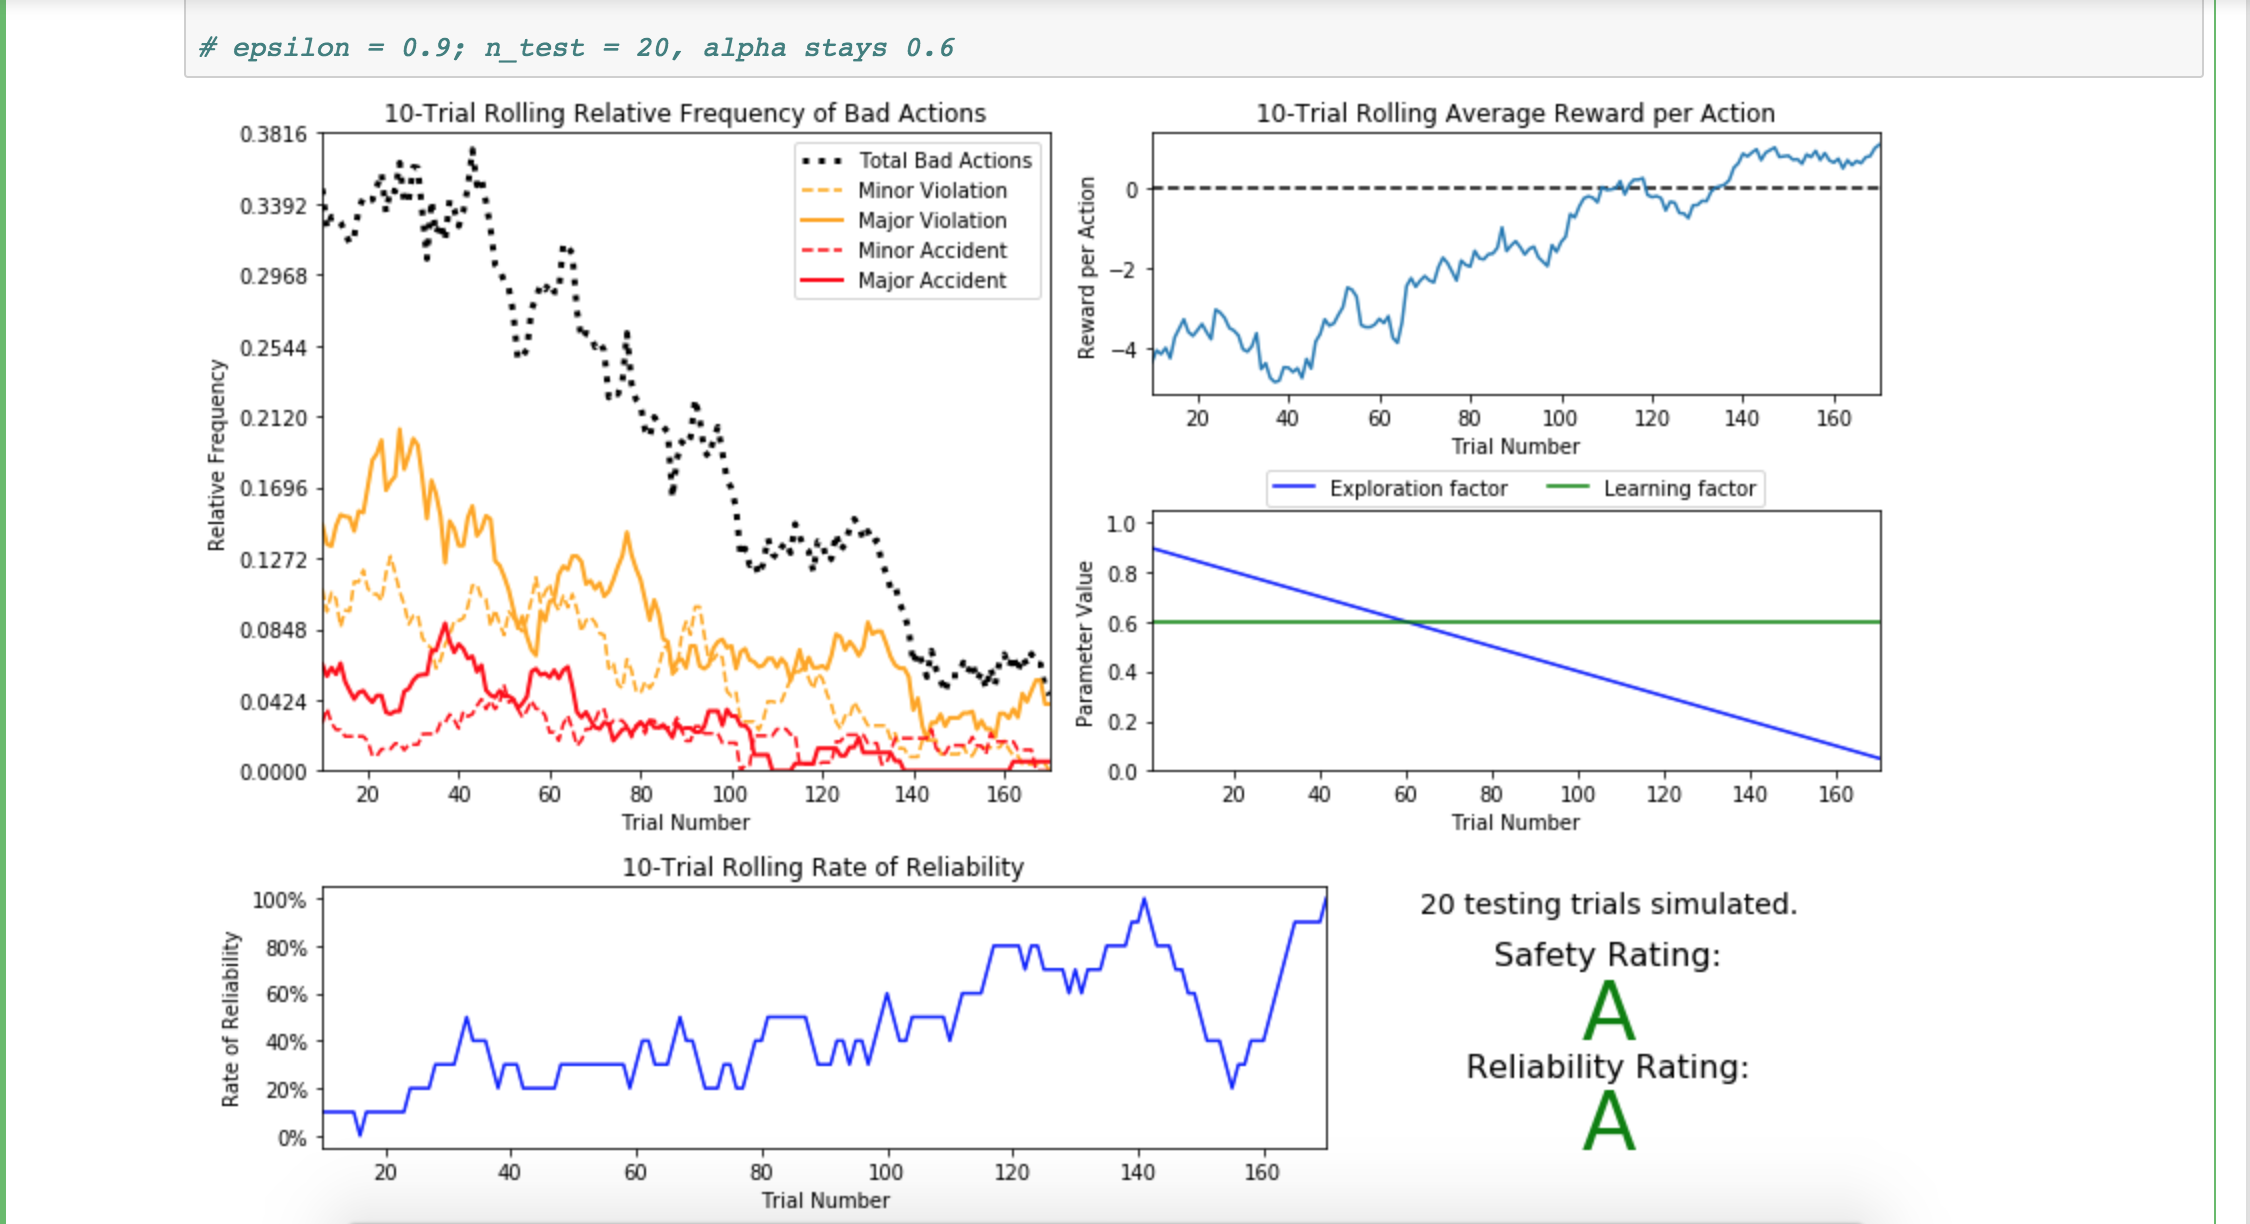 # epsilon = 0.9; n_test = 20, alpha stays 0.6
10-Trial Rolling Relative Frequency of Bad Actions
0.3816
0.3392
0.2968
0.2544
0.2120
0.1696
0.1272
0.0848
0.0424
0.0000
Relative Frequency
Total Bad Actions
Minor Violation
Major Violation
Minor Accident
Major Accident
20 40 60 80 100 120 140 160
Trial Number
10-Trial Rolling Average Reward per Action
0
−2
−4
Reward per Action
20 40 60 80 100 120 140 160
Trial Number
Exploration factor Learning factor
1.0
0.8
0.6
0.4
0.2
0.0
Parameter Value
20 40 60 80 100 120 140 160
Trial Number
10-Trial Rolling Rate of Reliability
100%
80%
60%
40%
20%
0%
Rate of Reliability
20 40 60 80 100 120 140 160
Trial Number
20 testing trials simulated.
Safety Rating:
A
Reliability Rating:
A